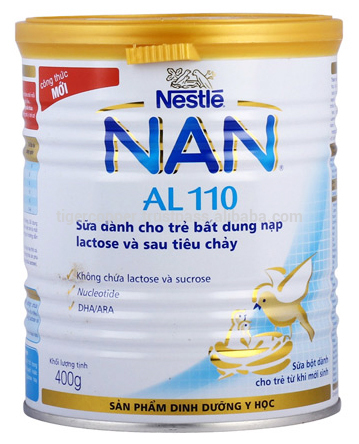 công thức
MỚI
Nestlé
NAN
AL 110
Sữa dành cho trẻ bất dung nạp
lactose và sau tiêu chảy
Không chứa lactose và sucrose
Nucleotide
DHA/ARA
Khối lượng tịnh
400g
Sữa bột dành
cho trẻ từ khi mới sinh
SẢN PHẨM DINH DƯỠNG Y HỌC